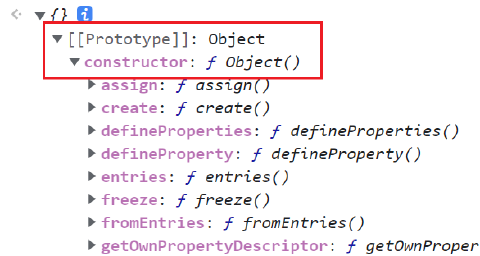 {} i
[[Prototype]]: Object
constructor: ƒ Object()
assign: ƒ assign()
create: ƒ create()
defineProperties: ƒ defineProperties()
defineProperty: ƒ defineProperty()
entries: ƒ entries()
freeze: ƒ freeze()
fromEntries: ƒ fromEntries()
getOwnPropertyDescriptor: ƒ getOwnProper